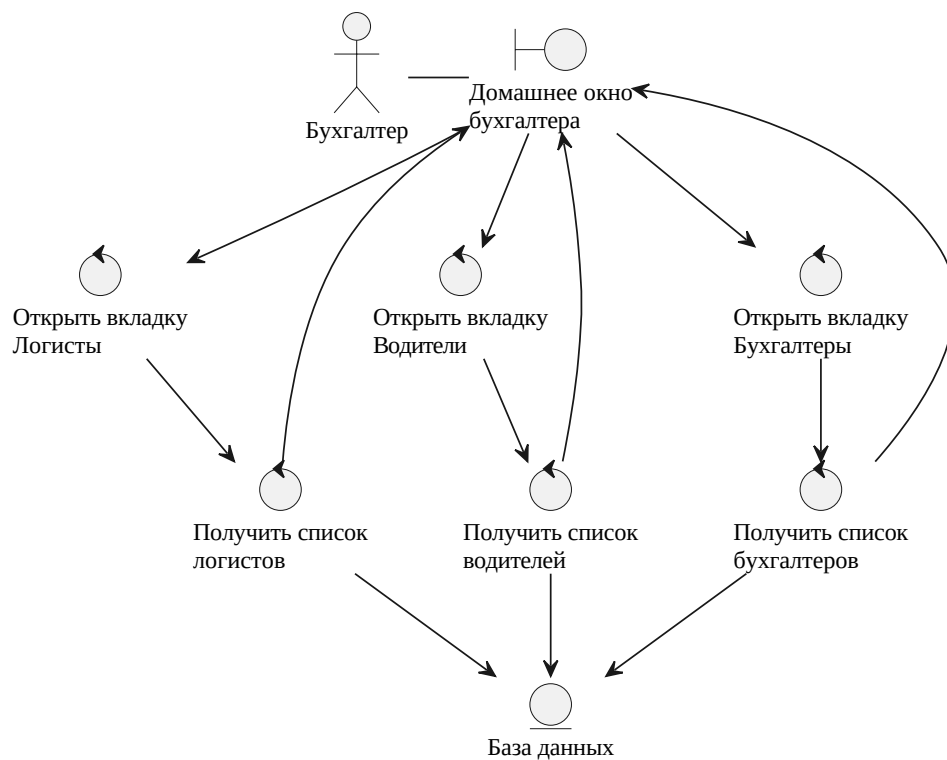 Домашнее окно
бухгалтера
Бухгалтер
Открыть вкладку
Логисты
Открыть вкладку
Водители
Открыть вкладку
Бухгалтеры
Получить список
логистов
Получить список
водителей
Получить список
бухгалтеров
База данных